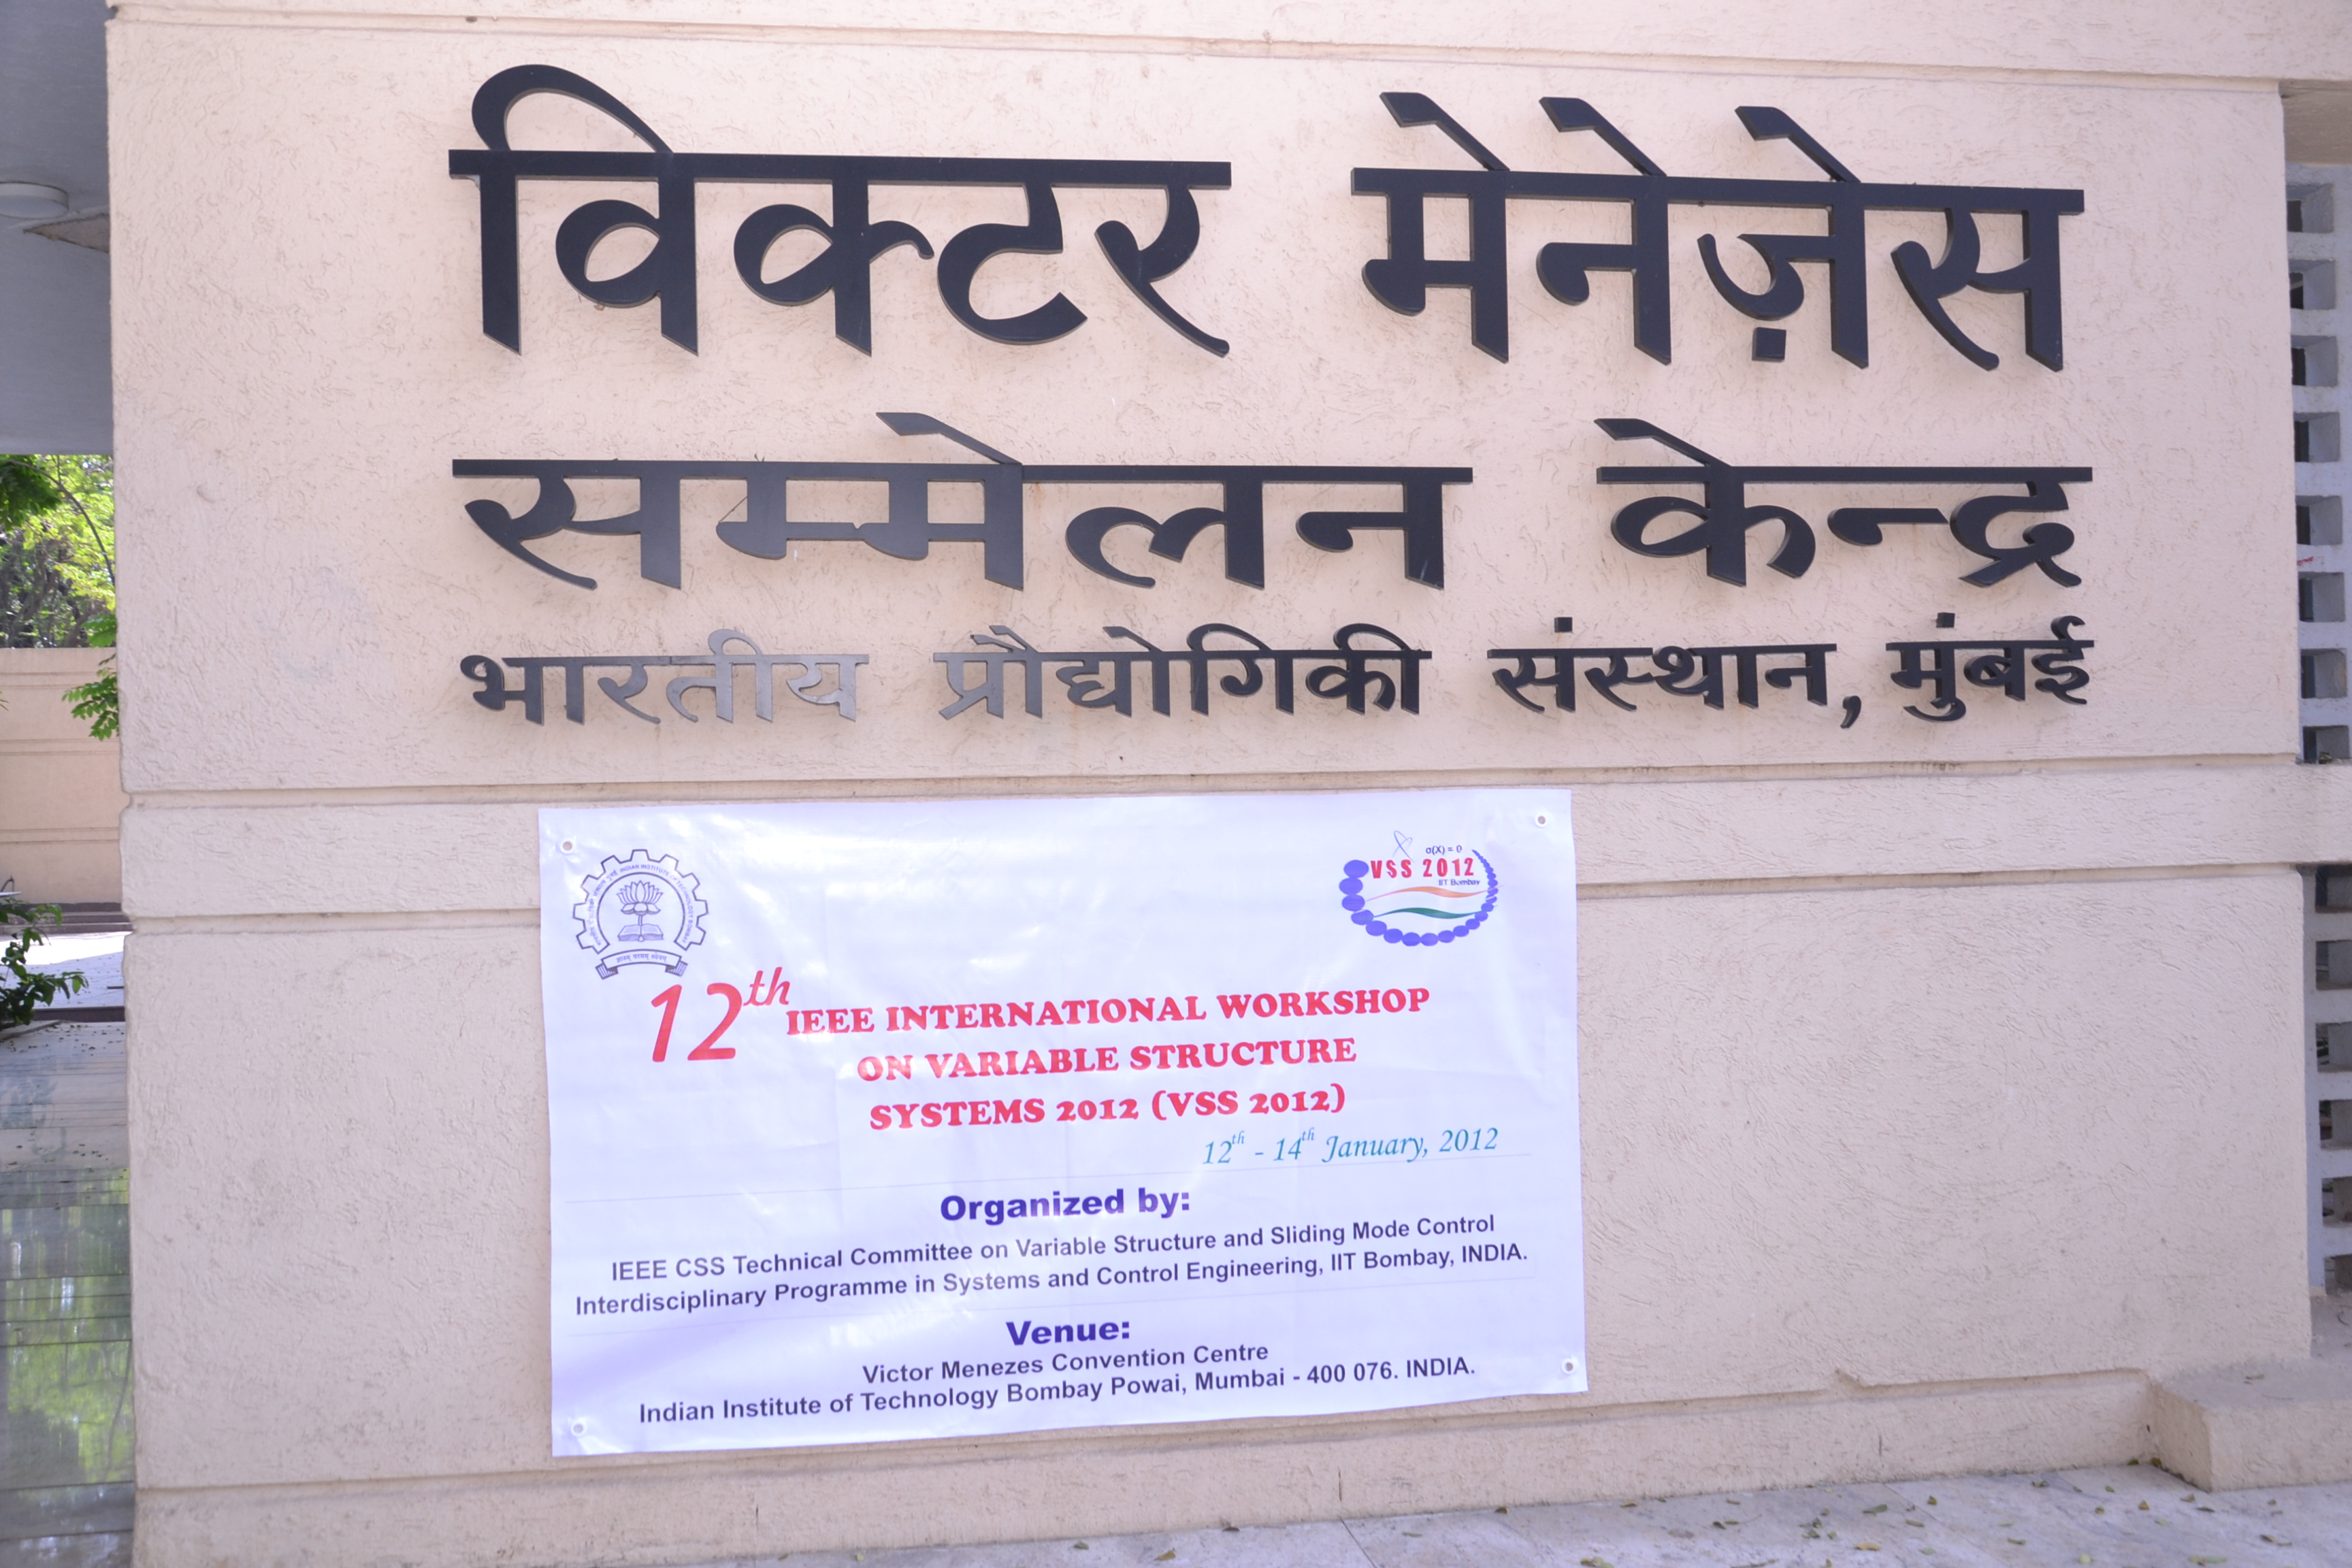 विक्टर मेनेज़ेस
सम्मेलन केन्द्र
भारतीय प्रौद्योगिकी संस्थान, मुंबई
σ(X) = 0
VSS 2012
IIT Bombay
12th IEEE INTERNATIONAL WORKSHOP
ON VARIABLE STRUCTURE
SYSTEMS 2012 (VSS 2012)
12th - 14th January, 2012
Organized by:
IEEE CSS Technical Committee on Variable Structure and Sliding Mode Control
Interdisciplinary Programme in Systems and Control Engineering, IIT Bombay, INDIA.
Venue:
Victor Menezes Convention Centre
Indian Institute of Technology Bombay Powai, Mumbai - 400 076. INDIA.